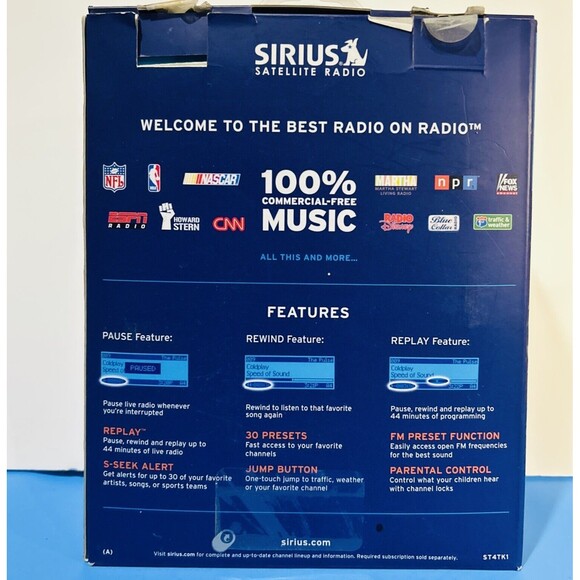 SIRIUS
SATELLITE RADIO
WELCOME TO THE BEST RADIO ON RADIO™
NFL
NBA
NASCAR
100%
COMMERCIAL-FREE
MUSIC
MARTHA
MARTHA STEWART
LIVING RADIO
npr
FOX
NEWS
ESPN
RADIO
HOWARD
STERN
CNN
RADIO
Disney
Blue
Collar
RADIO
traffic &
weather
ALL THIS AND MORE...
FEATURES
PAUSE Feature:
REWIND Feature:
REPLAY Feature:
009 The Pulse
Coldplay
Speed of
PAUSED
009 The Pulse
Coldplay
Speed of Sound
009 The Pulse
Coldplay
Speed of Sound
Pause live radio whenever
you're interrupted
Rewind to listen to that favorite
song again
Pause, rewind and replay up to
44 minutes of programming
REPLAY™
Pause, rewind and replay up to
44 minutes of live radio
30 PRESETS
Fast access to your favorite
channels
FM PRESET FUNCTION
Easily access open FM frequencies
for the best sound
S-SEEK ALERT
Get alerts for up to 30 of your favorite
artists, songs, or sports teams
JUMP BUTTON
One-touch jump to traffic, weather
or your favorite channel
PARENTAL CONTROL
Control what your children hear
with channel locks
sirius.com
(A)
Visit sirius.com for complete and up-to-date channel lineup and information. Required subscription sold separately.
ST4TK1